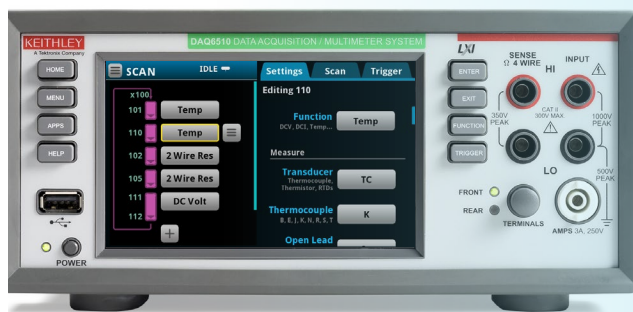 KEITHLEY
A Tektronix Company
DAQ6510 DATA ACQUISITION / MULTIMETER SYSTEM
LXI
HOME
MENU
APPS
HELP
POWER
SCAN
IDLE
x100
101
Temp
110
Temp
102
2 Wire Res
105
2 Wire Res
111
DC Volt
112
+
Settings
Scan
Trigger
Editing 110
Function
DCV, DCI, Temp...
Temp
Measure
Transducer
Thermocouple,
Thermistor, RTDs
TC
Thermocouple
B, E, J, K, N, R, S, T
K
Open Lead
ENTER
EXIT
FUNCTION
TRIGGER
SENSE
Ω 4 WIRE
HI
INPUT
350V
PEAK
CAT II
300V MAX
1000V
PEAK
LO
500V
PEAK
FRONT
REAR
TERMINALS
AMPS 3A, 250V